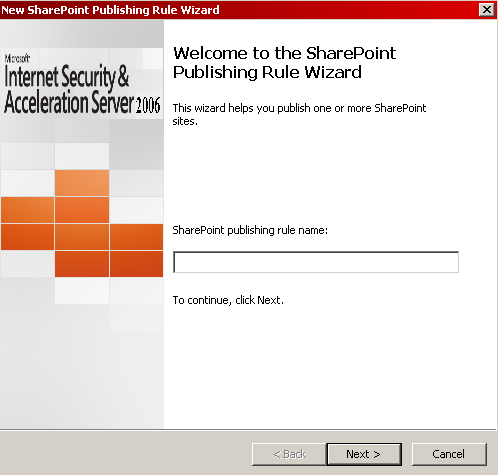 New SharePoint Publishing Rule Wizard
Microsoft
Internet Security &
Acceleration Server 2006
Welcome to the SharePoint
Publishing Rule Wizard
This wizard helps you publish one or more SharePoint
sites.
SharePoint publishing rule name:
To continue, click Next.
< Back
Next >
Cancel